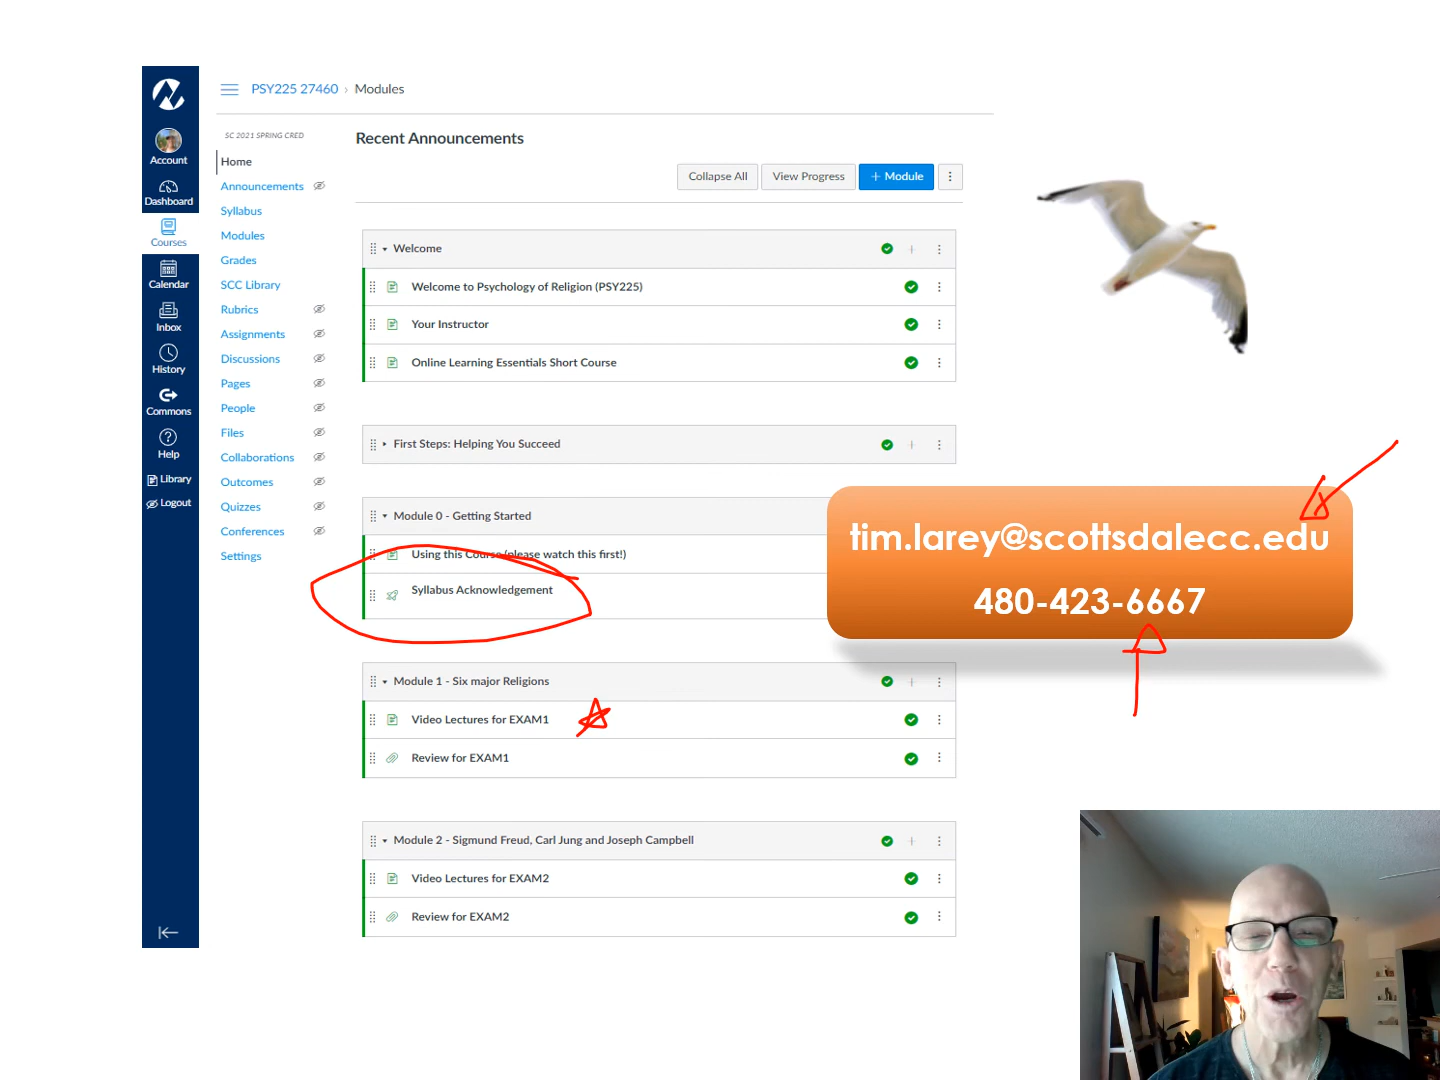 PSY225 27460 › Modules
SC 2021 SPRING CRED
Recent Announcements
Collapse All
View Progress
+ Module
Account
Dashboard
Courses
Calendar
Inbox
History
Commons
Help
Library
Logout
Home
Announcements
Syllabus
Modules
Grades
SCC Library
Rubrics
Assignments
Discussions
Pages
People
Files
Collaborations
Outcomes
Quizzes
Conferences
Settings
Welcome
Welcome to Psychology of Religion (PSY225)
Your Instructor
Online Learning Essentials Short Course
First Steps: Helping You Succeed
Module 0 - Getting Started
Using this Course (please watch this first!)
Syllabus Acknowledgement
tim.larey@scottsdalecc.edu
480-423-6667
Module 1 - Six major Religions
Video Lectures for EXAM1
Review for EXAM1
Module 2 - Sigmund Freud, Carl Jung and Joseph Campbell
Video Lectures for EXAM2
Review for EXAM2